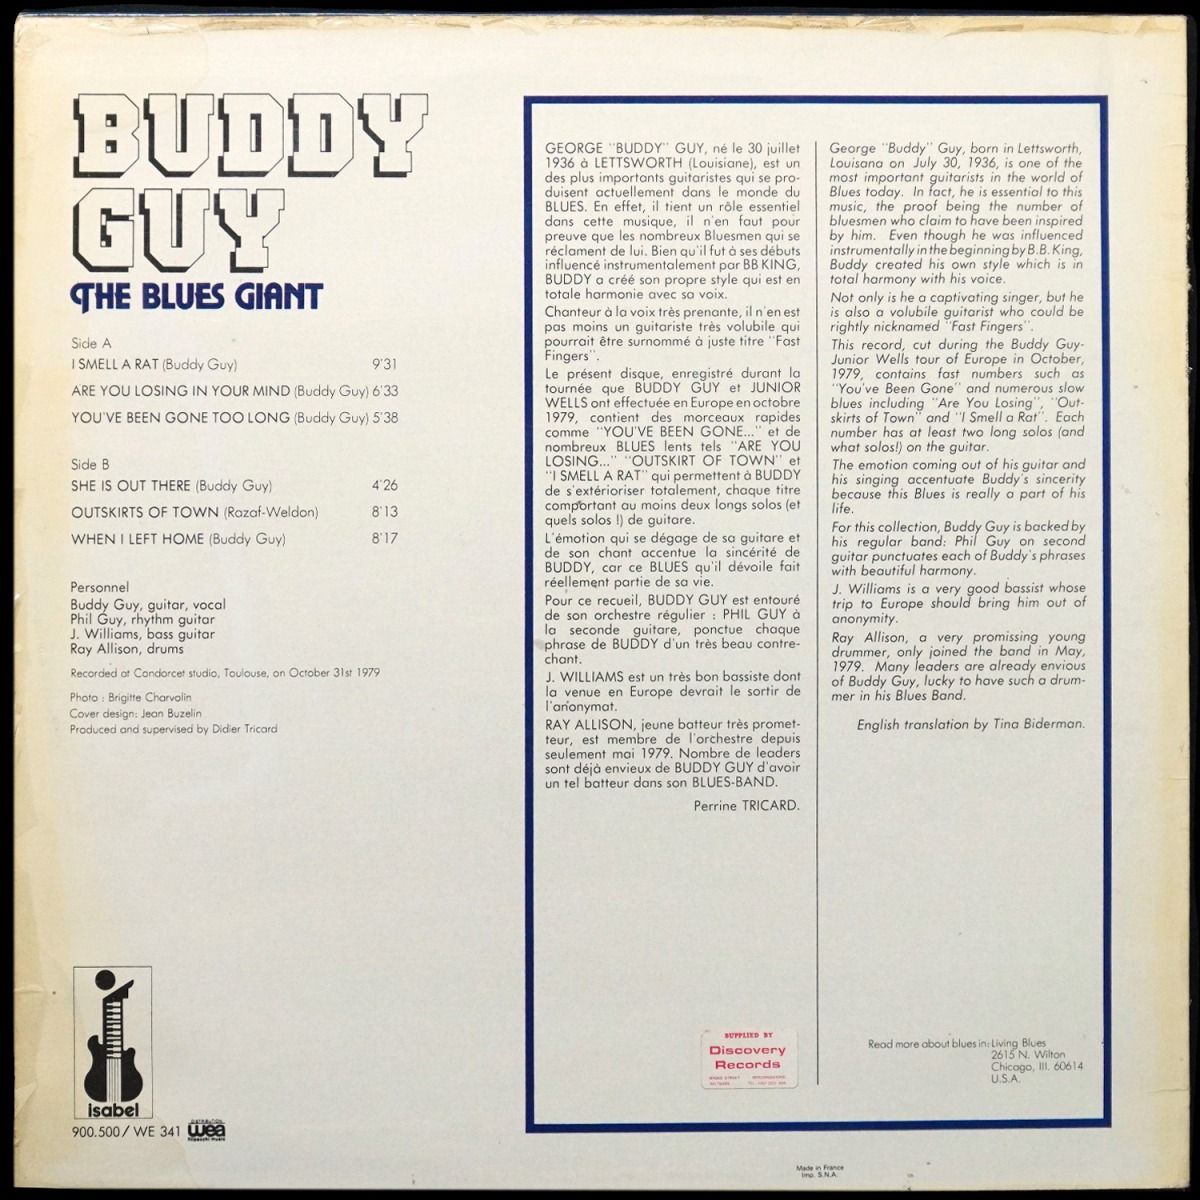 BUDDY
GUY
THE BLUES GIANT
Side A
I SMELL A RAT (Buddy Guy) 9'31
ARE YOU LOSING IN YOUR MIND (Buddy Guy) 6'33
YOU'VE BEEN GONE TOO LONG (Buddy Guy) 5'38
Side B
SHE IS OUT THERE (Buddy Guy) 4'26
OUTSKIRTS OF TOWN (Razaf-Weldon) 8'13
WHEN I LEFT HOME (Buddy Guy) 8'17
Personnel
Buddy Guy, guitar, vocal
Phil Guy, rhythm guitar
J. Williams, bass guitar
Ray Allison, drums
Recorded at Condorcet studio, Toulouse, on October 31st 1979
Photo : Brigitte Charvolin
Cover design: Jean Buzelin
Produced and supervised by Didier Tricard
isabel
900.500 / WE 341 DISTRIBUTION wea filipacchi music
GEORGE "BUDDY" GUY, né le 30 juillet
1936 à LETTSWORTH (Louisiane), est un
des plus importants guitaristes qui se pro-
duisent actuellement dans le monde du
BLUES. En effet, il tient un rôle essentiel
dans cette musique, il n'en faut pour
preuve que les nombreux Bluesmen qui se
réclament de lui. Bien qu'il fut à ses débuts
influencé instrumentalement par BB KING,
BUDDY a créé son propre style qui est en
totale harmonie avec sa voix.
Chanteur à la voix très prenante, il n'en est
pas moins un guitariste très volubile qui
pourrait être surnommé à juste titre "Fast
Fingers".
Le présent disque, enregistré durant la
tournée que BUDDY GUY et JUNIOR
WELLS ont effectuée en Europe en octobre
1979, contient des morceaux rapides
comme "YOU'VE BEEN GONE..." et de
nombreux BLUES lents tels "ARE YOU
LOSING..." "OUTSKIRT OF TOWN" et
"I SMELL A RAT" qui permettent à BUDDY
de s'extérioriser totalement, chaque titre
comportant au moins deux longs solos (et
quels solos !) de guitare.
L'émotion qui se dégage de sa guitare et
de son chant accentue la sincérité de
BUDDY, car ce BLUES qu'il dévoile fait
réellement partie de sa vie.
Pour ce recueil, BUDDY GUY est entouré
de son orchestre régulier : PHIL GUY à
la seconde guitare, ponctue chaque
phrase de BUDDY d'un très beau contre-
chant.
J. WILLIAMS est un très bon bassiste dont
la venue en Europe devrait le sortir de
l'anonymat.
RAY ALLISON, jeune batteur très promet-
teur, est membre de l'orchestre depuis
seulement mai 1979. Nombre de leaders
sont déjà envieux de BUDDY GUY d'avoir
un tel batteur dans son BLUES-BAND.
Perrine TRICARD.
George "Buddy" Guy, born in Lettsworth,
Louisana on July 30, 1936, is one of the
most important guitarists in the world of
Blues today. In fact, he is essential to this
music, the proof being the number of
bluesmen who claim to have been inspired
by him. Even though he was influenced
instrumentally in the beginning by B.B. King,
Buddy created his own style which is in
total harmony with his voice.
Not only is he a captivating singer, but he
is also a volubile guitarist who could be
rightly nicknamed "Fast Fingers".
This record, cut during the Buddy Guy-
Junior Wells tour of Europe in October,
1979, contains fast numbers such as
"You've Been Gone" and numerous slow
blues including "Are You Losing", "Out-
skirts of Town" and "I Smell a Rat". Each
number has at least two long solos (and
what solos!) on the guitar.
The emotion coming out of his guitar and
his singing accentuate Buddy's sincerity
because this Blues is really a part of his
life.
For this collection, Buddy Guy is backed by
his regular band: Phil Guy on second
guitar punctuates each of Buddy's phrases
with beautiful harmony.
J. Williams is a very good bassist whose
trip to Europe should bring him out of
anonymity.
Ray Allison, a very promissing young
drummer, only joined the band in May,
1979. Many leaders are already envious
of Buddy Guy, lucky to have such a drum-
mer in his Blues Band.
English translation by Tina Biderman.
SUPPLIED BY
Discovery
Records
Read more about blues in: Living Blues
2615 N. Wilton
Chicago, Ill. 60614
U.S.A.
Made in France
Imp. S.N.A.